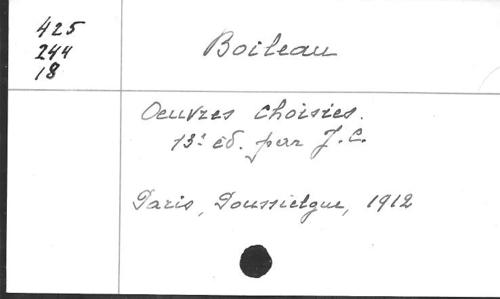 425
244
18
Boileau
Oeuvres choisies.
13e éd. par J. C.
Paris, Poussielgue, 1912